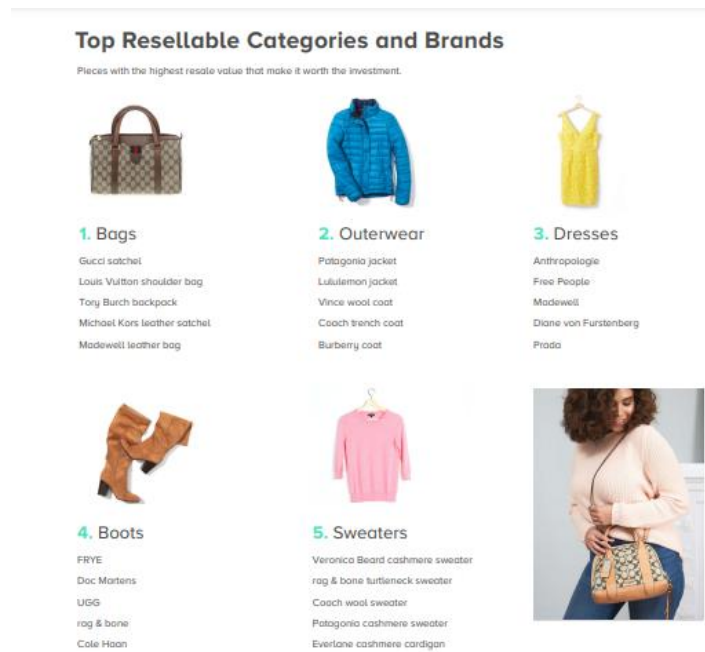 Top Resellable Categories and Brands
Pieces with the highest resale value that make it worth the investment.
1. Bags
Gucci satchel
Louis Vuitton shoulder bag
Tory Burch backpack
Michael Kors leather satchel
Madewell leather bag
2. Outerwear
Patagonia jacket
Lululemon jacket
Vince wool coat
Coach trench coat
Burberry coat
3. Dresses
Anthropologie
Free People
Madewell
Diane von Furstenberg
Prada
4. Boots
FRYE
Doc Martens
UGG
rag & bone
Cole Haan
5. Sweaters
Veronica Beard cashmere sweater
rag & bone turtleneck sweater
Coach wool sweater
Patagonia cashmere sweater
Everlane cashmere cardigan